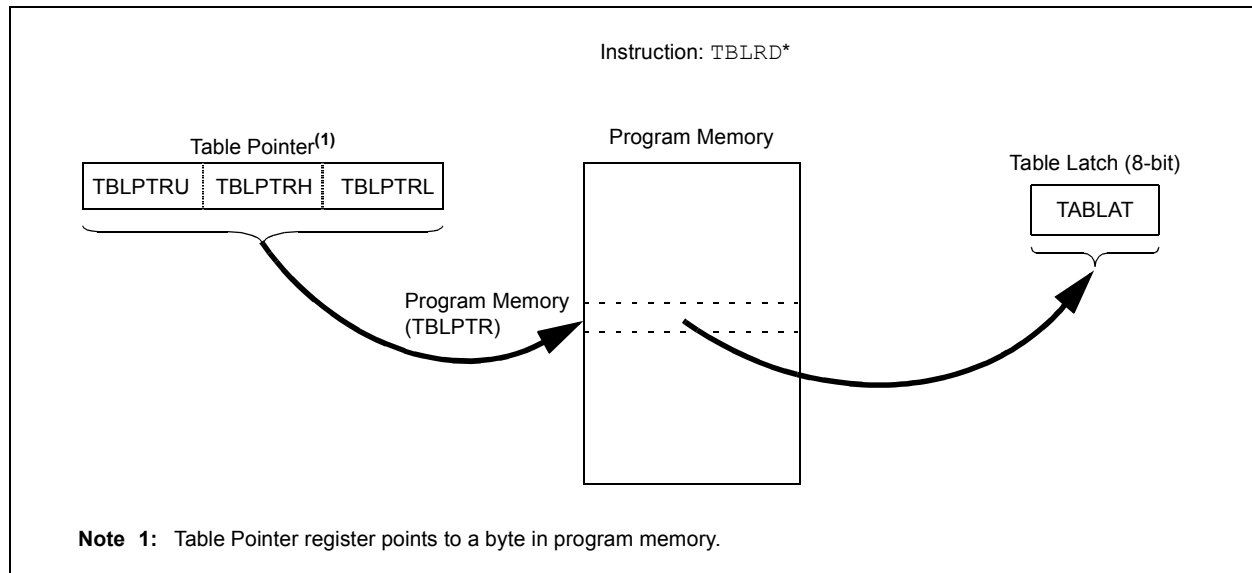 Instruction: TBLRD*
Table Pointer(1)
TBLPTRU TBLPTRH TBLPTRL
Program Memory
Table Latch (8-bit)
TABLAT
Program Memory
(TBLPTR)
Note 1: Table Pointer register points to a byte in program memory.